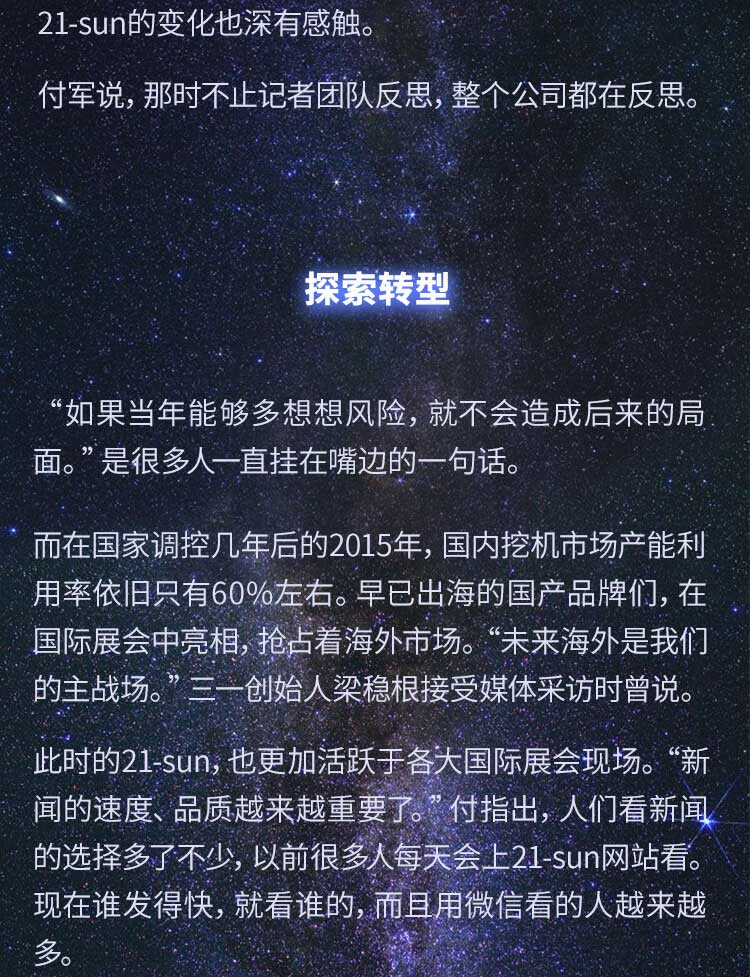 21-sun的变化也深有感触。
付军说，那时不止记者团队反思，整个公司都在反思。
探索转型
“如果当年能够多想想风险，就不会造成后来的局
面。”是很多人一直挂在嘴边的一句话。
而在国家调控几年后的2015年，国内挖机市场产能利
用率依旧只有60%左右。早已出海的国产品牌们，在
国际展会中亮相，抢占着海外市场。“未来海外是我们
的主战场。”三一创始人梁稳根接受媒体采访时曾说。
此时的21-sun，也更加活跃于各大国际展会现场。“新
闻的速度、品质越来越重要了。”付指出，人们看新闻
的选择多了不少，以前很多人每天会上21-sun网站看。
现在谁发得快，就看谁的，而且用微信看的人越来越
多。